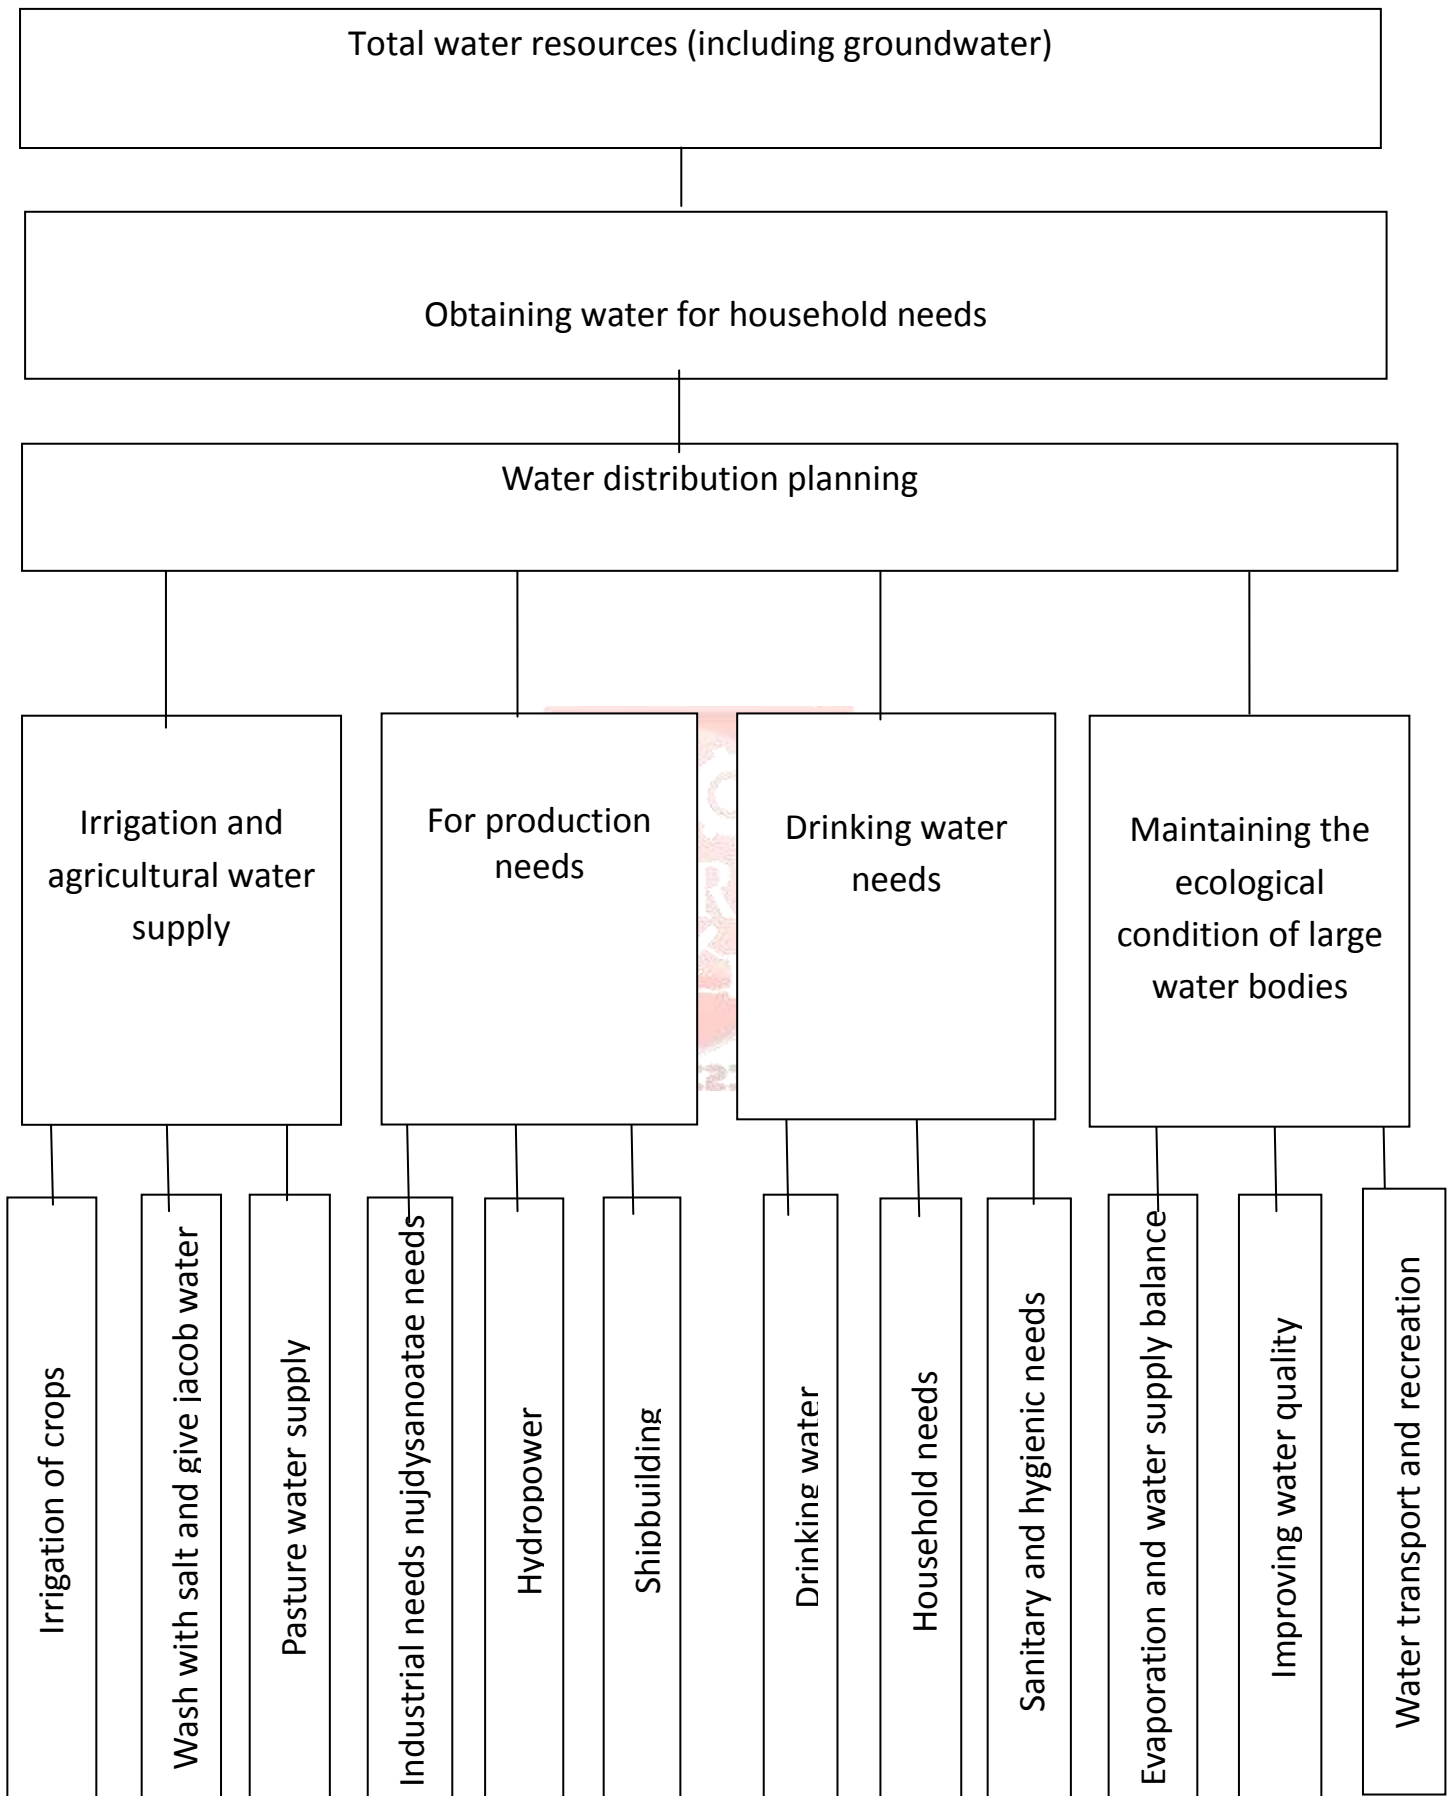 Total water resources (including groundwater)
Obtaining water for household needs
Water distribution planning
Irrigation and
agricultural water
supply
For production
needs
Drinking water
needs
Maintaining the
ecological
condition of large
water bodies
Irrigation of crops
Wash with salt and give jacob water
Pasture water supply
Industrial needs nujdysanoatae needs
Hydropower
Shipbuilding
Drinking water
Household needs
Sanitary and hygienic needs
Evaporation and water supply balance
Improving water quality
Water transport and recreation